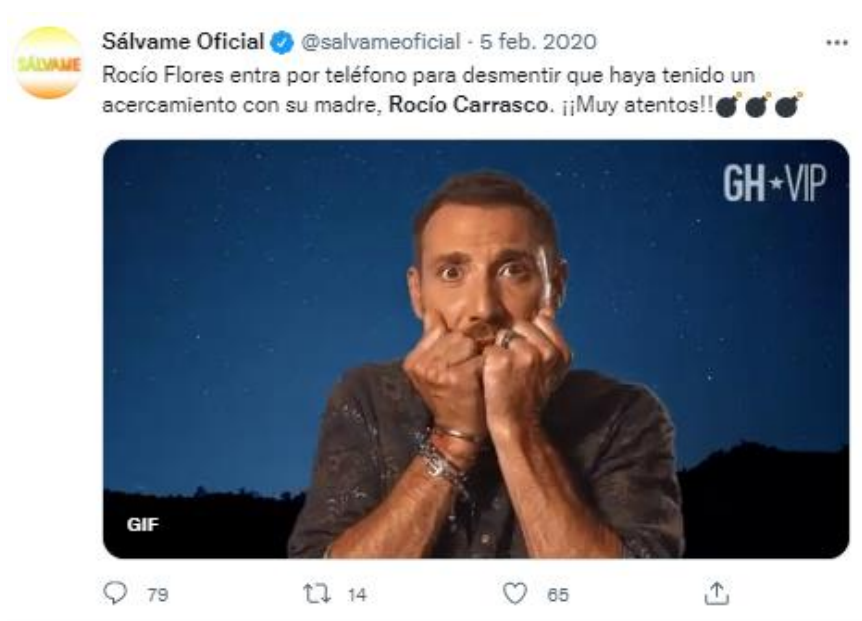 Sálvame Oficial @salvameoficial · 5 feb. 2020
SÁLVAME
Rocío Flores entra por teléfono para desmentir que haya tenido un
acercamiento con su madre, Rocío Carrasco. ¡¡Muy atentos!!💣💣💣
GH★VIP
GIF
79 14 65